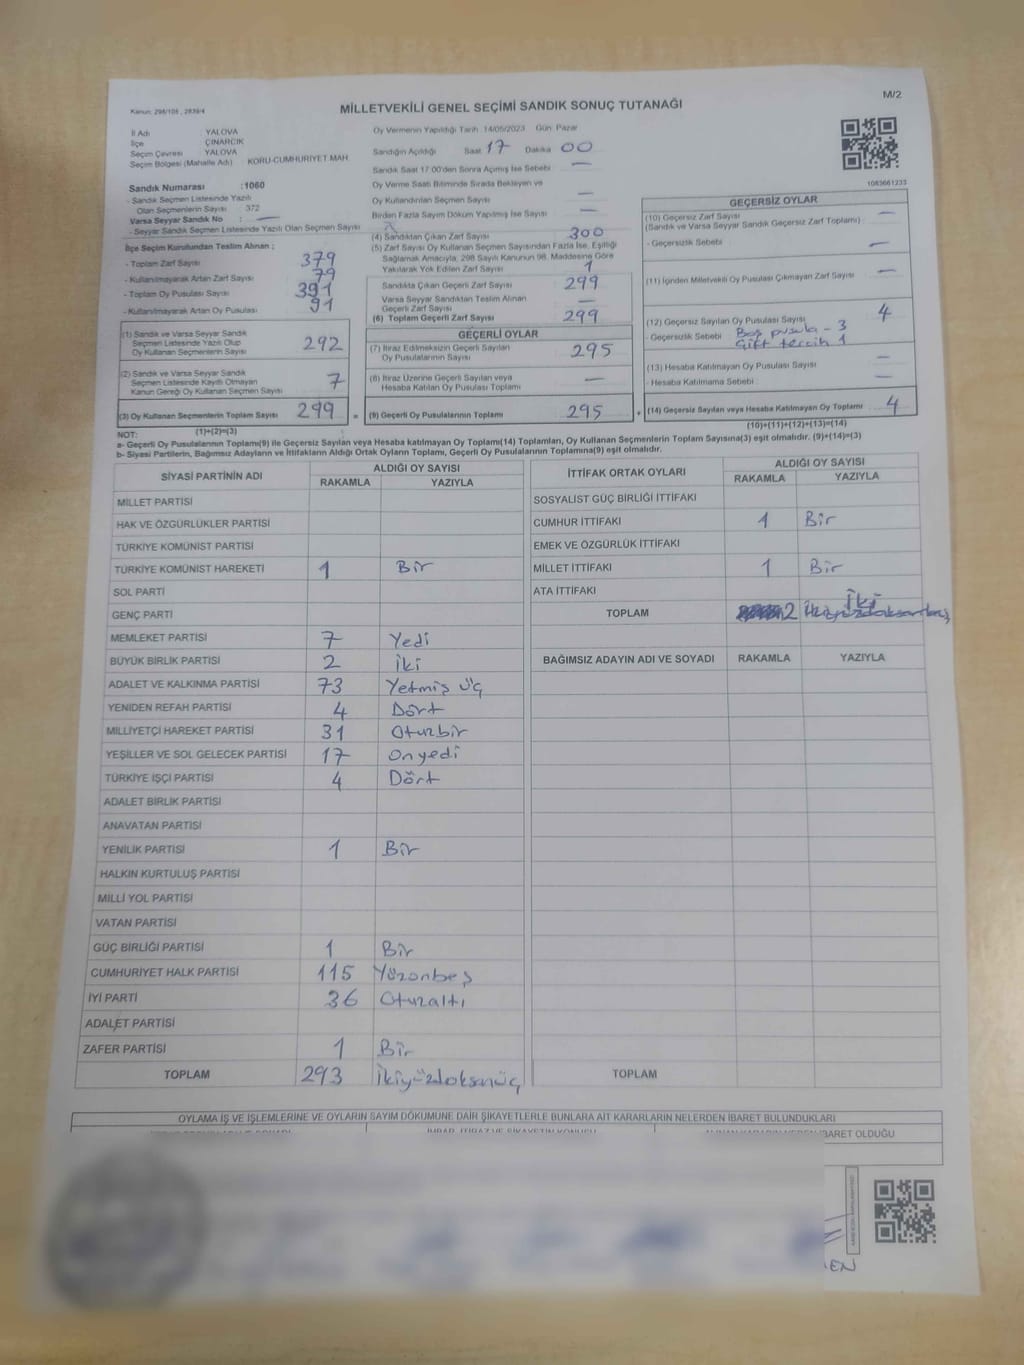 M/2
Kanun: 298/105 , 2839/4
MİLLETVEKİLİ GENEL SEÇİMİ SANDIK SONUÇ TUTANAĞI
İl Adı : YALOVA
İlçe : ÇINARCIK
Seçim Çevresi : YALOVA
Seçim Bölgesi (Mahalle Adı) : KORU-CUMHURİYET MAH.
Sandık Numarası :1060
- Sandık Seçmen Listesinde Yazılı
Olan Seçmenlerin Sayısı : 372
Varsa Seyyar Sandık No : —
- Seyyar Sandık Seçmen Listesinde Yazılı Olan Seçmen Sayısı
İlçe Seçim Kurulundan Teslim Alınan ;
- Toplam Zarf Sayısı 379
- Kullanılmayarak Artan Zarf Sayısı 79
- Toplam Oy Pusulası Sayısı 391
- Kullanılmayarak Artan Oy Pusulası 91
(1) Sandık ve Varsa Seyyar Sandık
Seçmen Listesinde Yazılı Olup
Oy Kullanan Seçmenlerin Sayısı 292
(2) Sandık ve Varsa Seyyar Sandık
Seçmen Listesinde Kayıtlı Olmayan
Kanun Gereği Oy Kullanan Seçmen Sayısı 7
(3) Oy Kullanan Seçmenlerin Toplam Sayısı 299 =
(1)+(2)=(3)
Oy Vermenin Yapıldığı Tarih :14/05/2023 Gün :Pazar
Sandığın Açıldığı Saat 17 Dakika 00
Sandık Saat 17:00'den Sonra Açılmış İse Sebebi —
Oy Verme Saati Bitiminde Sırada Bekleyen ve
Oy Kullandırılan Seçmen Sayısı —
Birden Fazla Sayım Döküm Yapılmış İse Sayısı —
(4) Sandıktan Çıkan Zarf Sayısı 300
(5) Zarf Sayısı Oy Kullanan Seçmen Sayısından Fazla İse, Eşitliği
Sağlamak Amacıyla, 298 Sayılı Kanunun 98. Maddesine Göre
Yakılarak Yok Edilen Zarf Sayısı 1
Sandıkta Çıkan Geçerli Zarf Sayısı 299
Varsa Seyyar Sandıktan Teslim Alınan
Geçerli Zarf Sayısı —
(6) Toplam Geçerli Zarf Sayısı 299
GEÇERLİ OYLAR
(7) İtiraz Edilmeksizin Geçerli Sayılan
Oy Pusulalarının Sayısı 295
(8) İtiraz Üzerine Geçerli Sayılan veya
Hesaba Katılan Oy Pusulası Toplamı —
(9) Geçerli Oy Pusulalarının Toplamı 295 +
1083661233
GEÇERSİZ OYLAR
(10) Geçersiz Zarf Sayısı —
(Sandık ve Varsa Seyyar Sandık Geçersiz Zarf Toplamı)
- Geçersizlik Sebebi : —
(11) İçinden Milletvekili Oy Pusulası Çıkmayan Zarf Sayısı —
(12) Geçersiz Sayılan Oy Pusulası Sayısı 4
- Geçersizlik Sebebi : Boş pusula - 3
Çift tercih 1
(13) Hesaba Katılmayan Oy Pusulası Sayısı —
- Hesaba Katılmama Sebebi : —
(14) Geçersiz Sayılan veya Hesaba Katılmayan Oy Toplamı 4
(10)+(11)+(12)+(13)=(14)
NOT:
a- Geçerli Oy Pusulalarının Toplamı(9) ile Geçersiz Sayılan veya Hesaba katılmayan Oy Toplamı(14) Toplamları, Oy Kullanan Seçmenlerin Toplam Sayısına(3) eşit olmalıdır. (9)+(14)=(3)
b- Siyasi Partilerin, Bağımsız Adayların ve İttifakların Aldığı Ortak Oyların Toplamı, Geçerli Oy Pusulalarının Toplamına(9) eşit olmalıdır.
SİYASİ PARTİNİN ADI ALDIĞI OY SAYISI
RAKAMLA YAZIYLA
MİLLET PARTİSİ
HAK VE ÖZGÜRLÜKLER PARTİSİ
TÜRKİYE KOMÜNİST PARTİSİ
TÜRKİYE KOMÜNİST HAREKETİ 1 Bir
SOL PARTİ
GENÇ PARTİ
MEMLEKET PARTİSİ 7 Yedi
BÜYÜK BİRLİK PARTİSİ 2 İki
ADALET VE KALKINMA PARTİSİ 73 Yetmiş üç
YENİDEN REFAH PARTİSİ 4 Dört
MİLLİYETÇİ HAREKET PARTİSİ 31 Oturbir
YEŞİLLER VE SOL GELECEK PARTİSİ 17 onyedi
TÜRKİYE İŞÇİ PARTİSİ 4 Dört
ADALET BİRLİK PARTİSİ
ANAVATAN PARTİSİ
YENİLİK PARTİSİ 1 Bir
HALKIN KURTULUŞ PARTİSİ
MİLLİ YOL PARTİSİ
VATAN PARTİSİ
GÜÇ BİRLİĞİ PARTİSİ 1 Bir
CUMHURİYET HALK PARTİSİ 115 Yüzonbeş
İYİ PARTİ 36 Oturaltı
ADALET PARTİSİ
ZAFER PARTİSİ 1 Bir
TOPLAM 293 İkiyüzdoksanüç
İTTİFAK ORTAK OYLARI ALDIĞI OY SAYISI
RAKAMLA YAZIYLA
SOSYALİST GÜÇ BİRLİĞİ İTTİFAKI
CUMHUR İTTİFAKI 1 Bir
EMEK VE ÖZGÜRLÜK İTTİFAKI
MİLLET İTTİFAKI 1 Bir
ATA İTTİFAKI
TOPLAM 2 İki
BAĞIMSIZ ADAYIN ADI VE SOYADI RAKAMLA YAZIYLA
TOPLAM
OYLAMA İŞ VE İŞLEMLERİNE VE OYLARIN SAYIM DÖKÜMÜNE DAİR ŞİKAYETLERLE BUNLARA AİT KARARLARIN NELERDEN İBARET BULUNDUKLARI
İBARET OLDUĞU